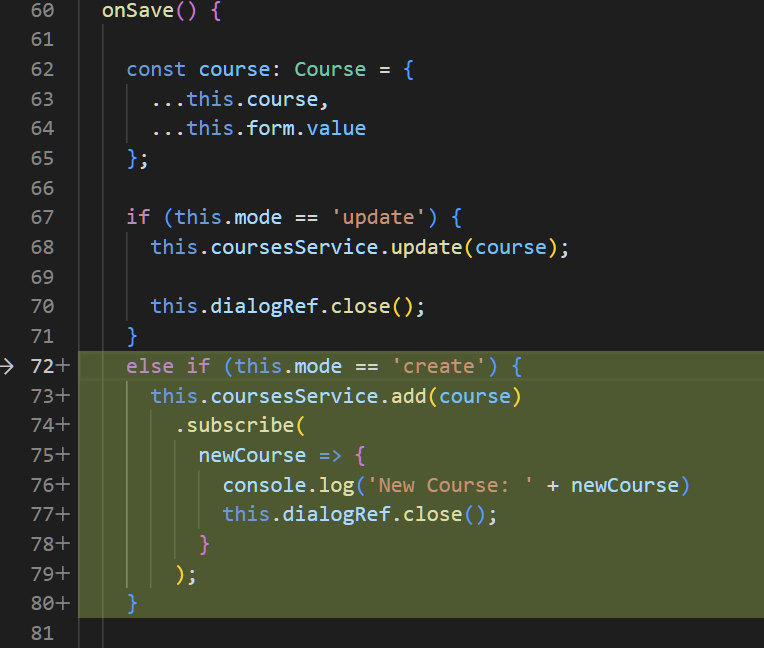 60 onSave() {
61
62 const course: Course = {
63 ...this.course,
64 ...this.form.value
65 };
66
67 if (this.mode == 'update') {
68 this.coursesService.update(course);
69
70 this.dialogRef.close();
71 }
72+ else if (this.mode == 'create') {
73+ this.coursesService.add(course)
74+ .subscribe(
75+ newCourse => {
76+ console.log('New Course: ' + newCourse)
77+ this.dialogRef.close();
78+ }
79+ );
80+ }
81